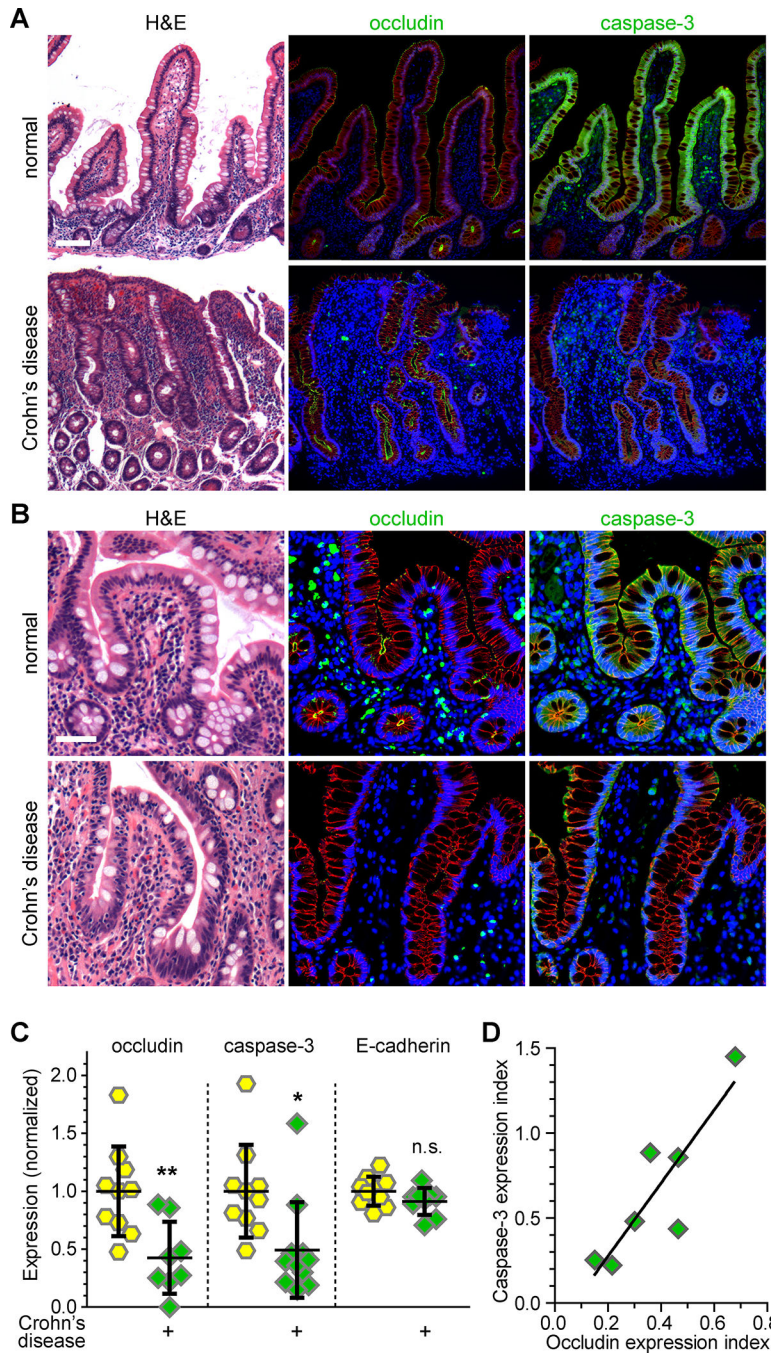 A
H&E
occludin
caspase-3
normal
Crohn's disease
B
H&E
occludin
caspase-3
normal
Crohn's disease
C
occludin
caspase-3
E-cadherin
Expression (normalized)
2.0
1.5
1.0
0.5
0.0
**
*
n.s.
Crohn's
disease
+
+
+
D
Caspase-3 expression index
1.5
1.0
0.5
0.0
0.0
0.2
0.4
0.6
0.8
Occludin expression index